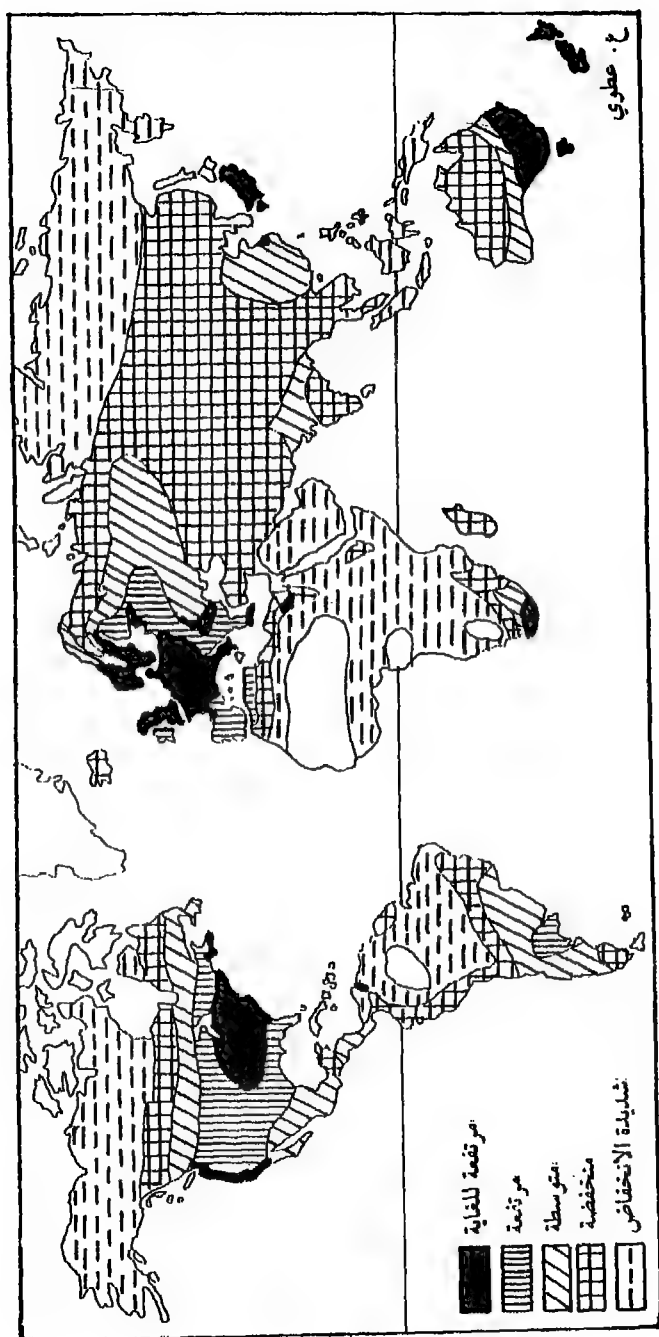 مرتفعة للغاية
مرتفعة
متوسطة
منخفضة
شديدة الانخفاض
ع. عطوي